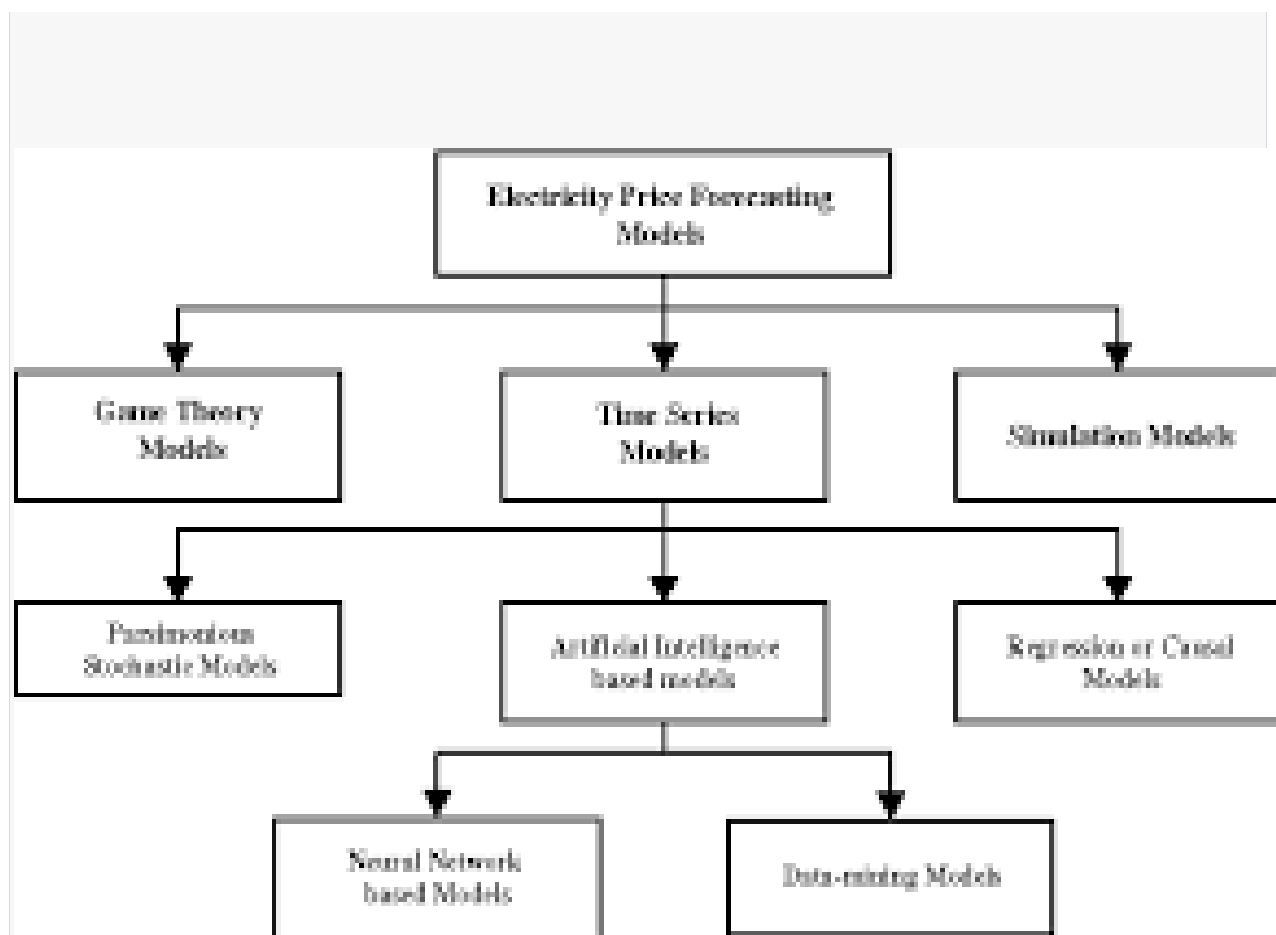 Electricity Price Forecasting
Models
Game Theory
Models
Time Series
Models
Simulation Models
Parsimonious
Stochastic Models
Artificial Intelligence
based models
Regression or Causal
Models
Neural Network
based Models
Data-mining Models